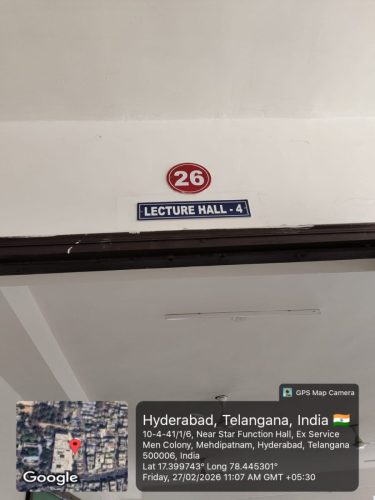 26
LECTURE HALL - 4
GPS Map Camera
Hyderabad, Telangana, India 🇮🇳
10-4-41/1/6, Near Star Function Hall, Ex Service
Men Colony, Mehdipatnam, Hyderabad, Telangana
500006, India
Lat 17.399743° Long 78.445301°
Friday, 27/02/2026 11:07 AM GMT +05:30
Google